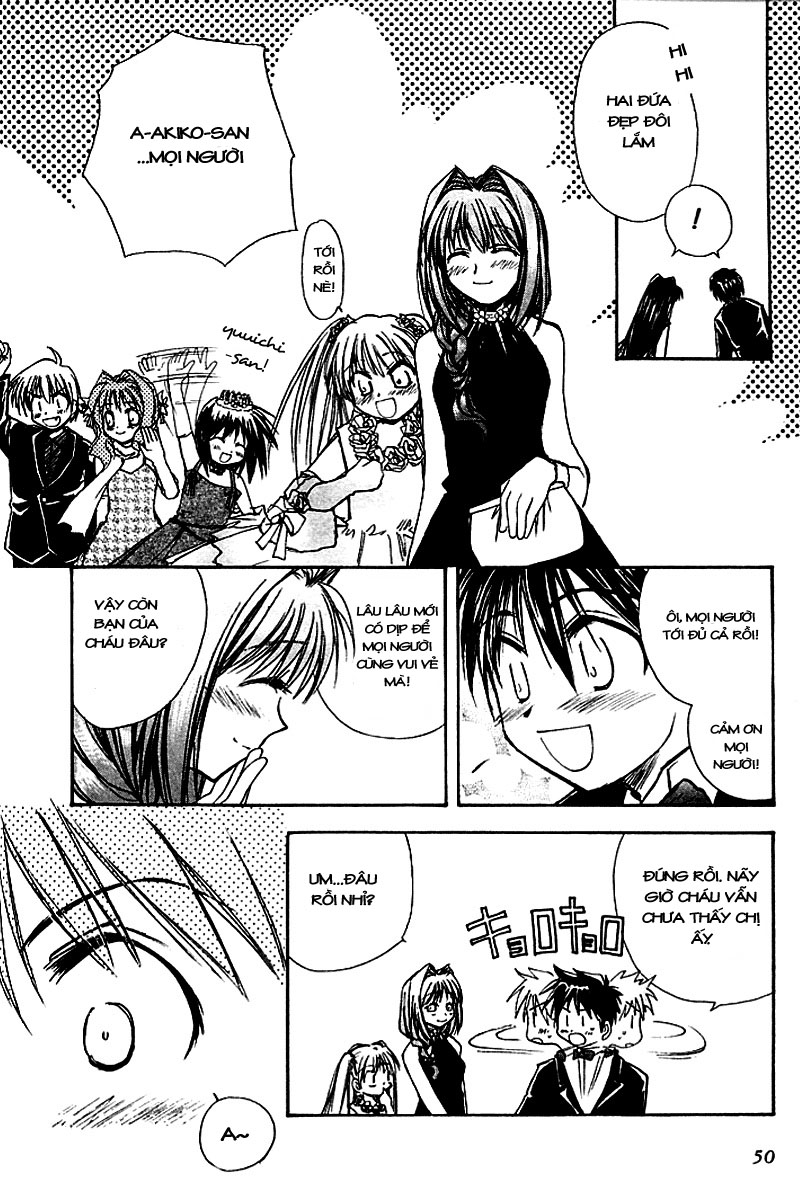 HI
HI
HAI ĐỨA
ĐẸP ĐÔI
LẮM
!
A-AKIKO-SAN
...MỌI NGƯỜI
TỚI
RỒI
NÈ!
yuuichi
-san!
ÔI, MỌI NGƯỜI
TỚI ĐỦ CẢ RỒI!
CẢM ƠN
MỌI
NGƯỜI!
LÂU LÂU MỚI
CÓ DỊP ĐỂ
MỌI NGƯỜI
CÙNG VUI VẺ
MÀ!
VẬY CÒN
BẠN CỦA
CHÁU ĐÂU?
ĐÚNG RỒI. NÃY
GIỜ CHÁU VẪN
CHƯA THẤY CHỊ
ẤY.
キョロキョロ
UM...ĐÂU
RỒI NHỈ?
A~
50